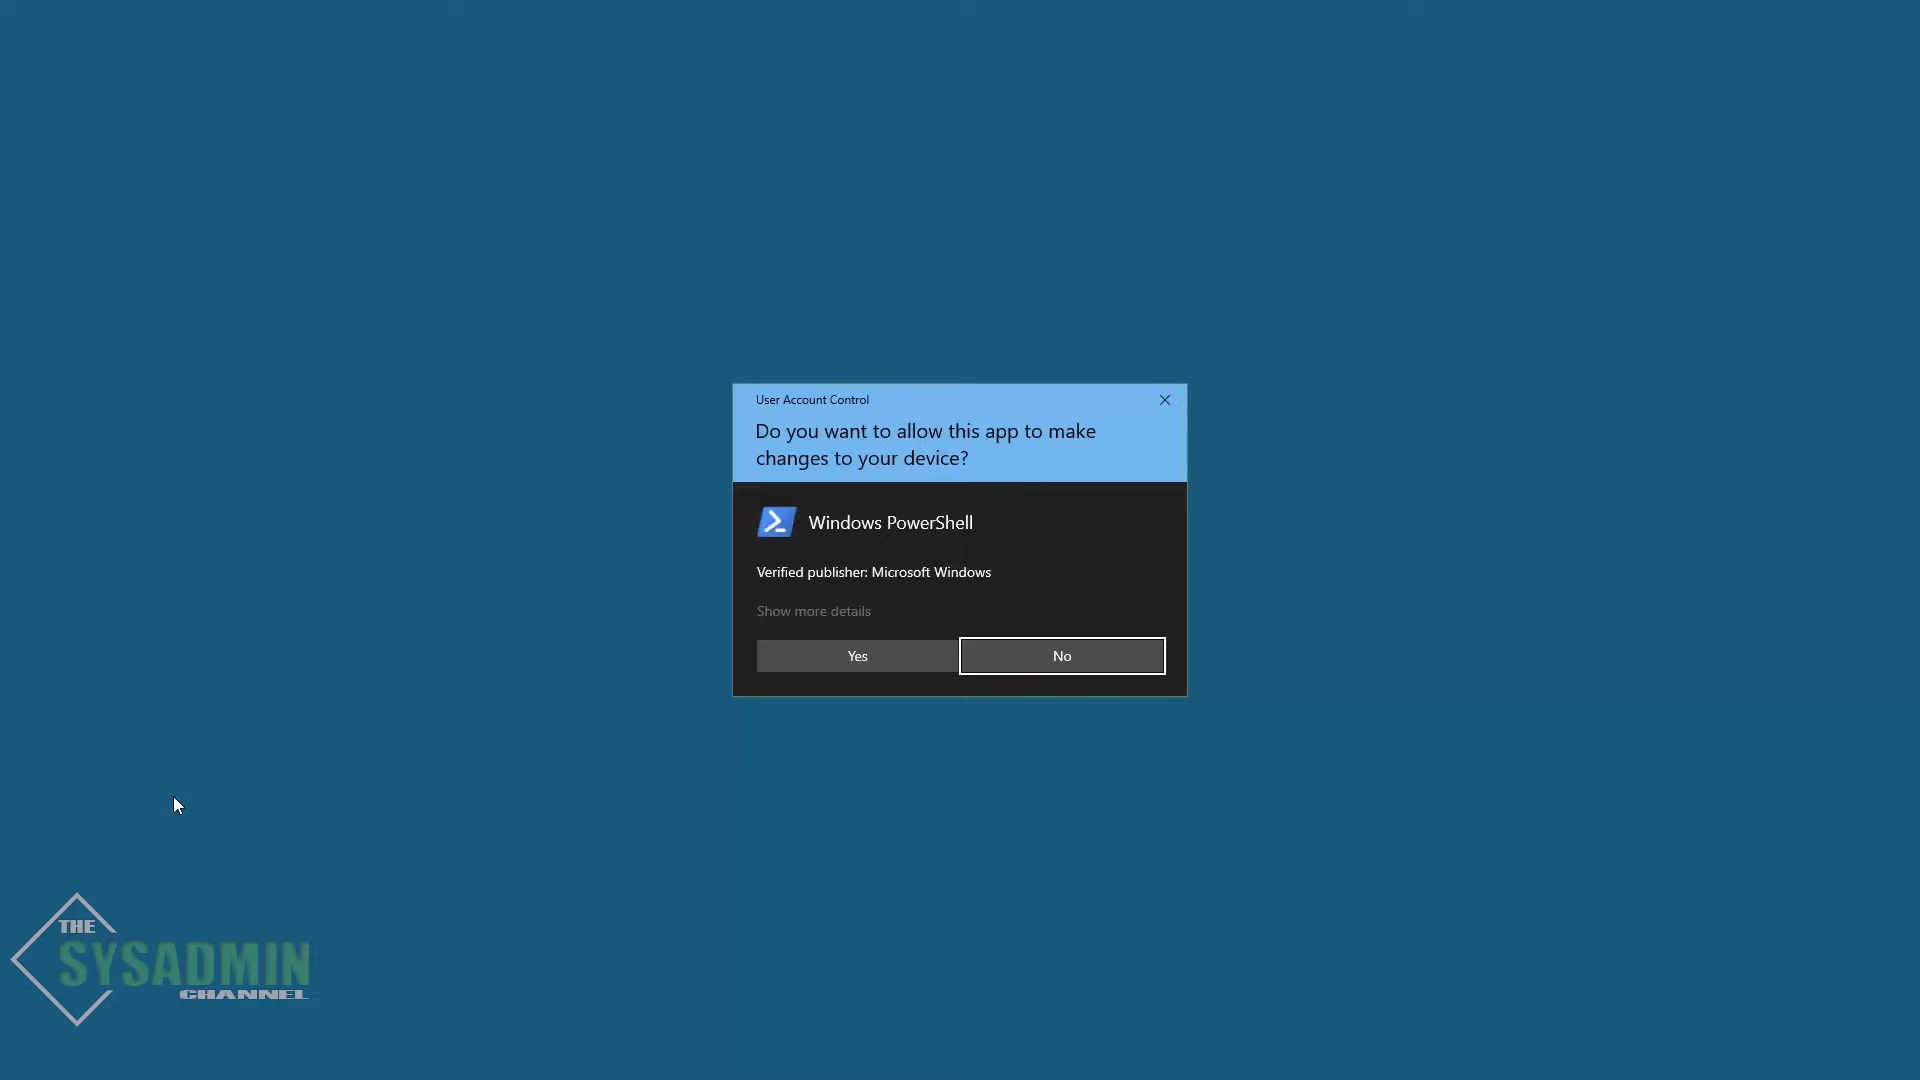 User Account Control
Do you want to allow this app to make
changes to your device?
Windows PowerShell
Verified publisher: Microsoft Windows
Show more details
Yes
No
THE
SYSADMIN
CHANNEL